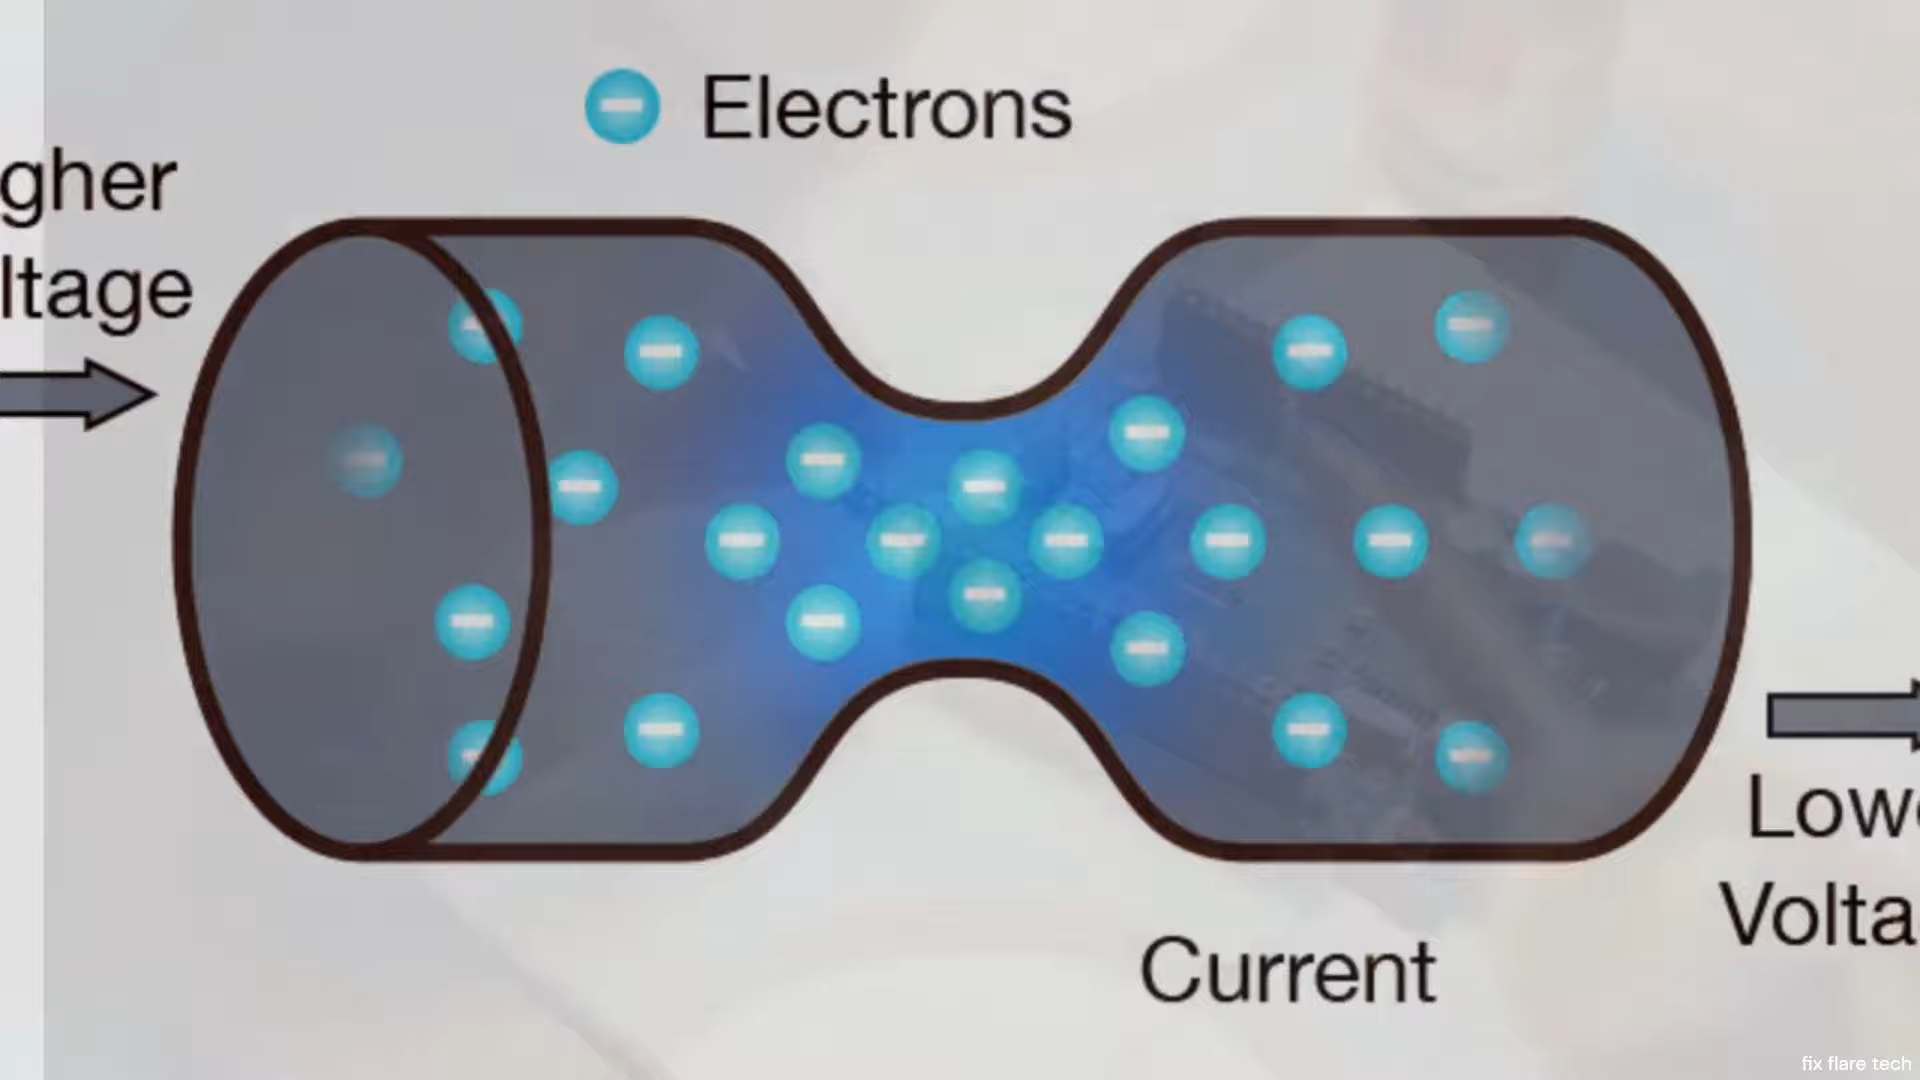 Electrons
gher
ltage
Lowe
Volta
Current
fix flare tech